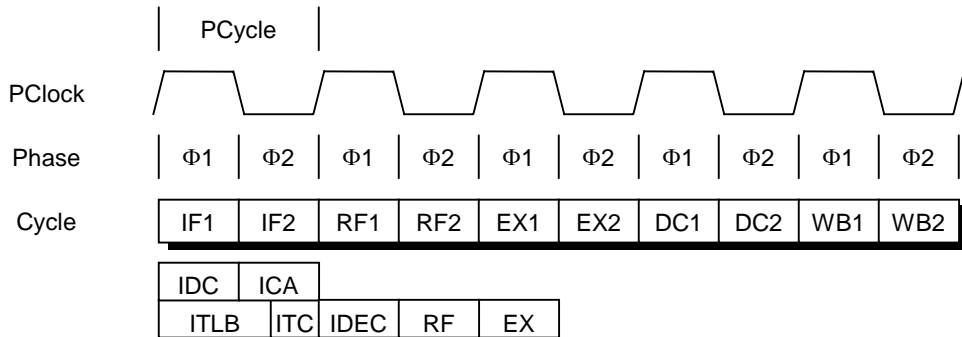 PCycle
PClock
Phase Φ1 Φ2 Φ1 Φ2 Φ1 Φ2 Φ1 Φ2 Φ1 Φ2
Cycle IF1 IF2 RF1 RF2 EX1 EX2 DC1 DC2 WB1 WB2
IDC ICA
ITLB ITC IDEC RF EX